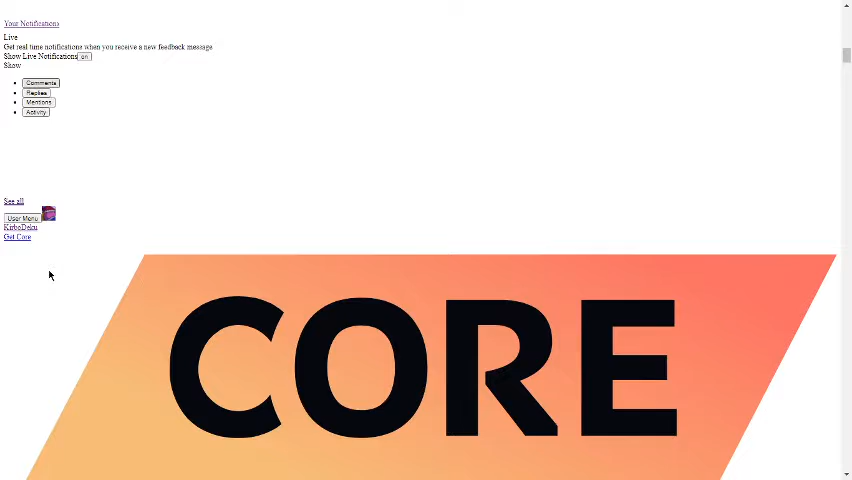 Your Notifications
Live
Get real time notifications when you receive a new feedback message
Show Live Notifications on
Show
Comments
Replies
Mentions
Activity
See all
User Menu
KirboDeku
Get Core
CORE